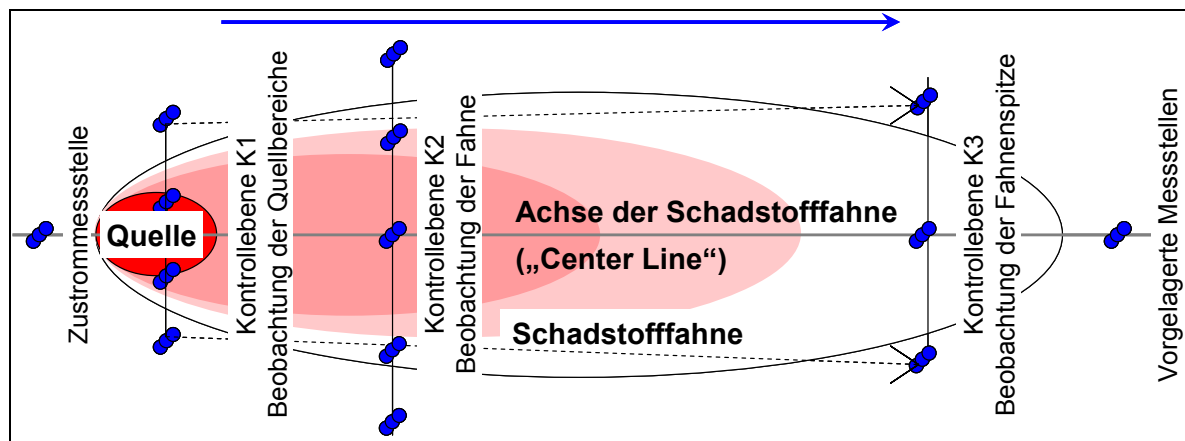 Zustrommessstelle
Quelle
Kontrollebene K1
Beobachtung der Quellbereiche
Kontrollebene K2
Beobachtung der Fahne
Achse der Schadstofffahne
(„Center Line“)
Schadstofffahne
Kontrollebene K3
Beobachtung der Fahnenspitze
Vorgelagerte Messstellen